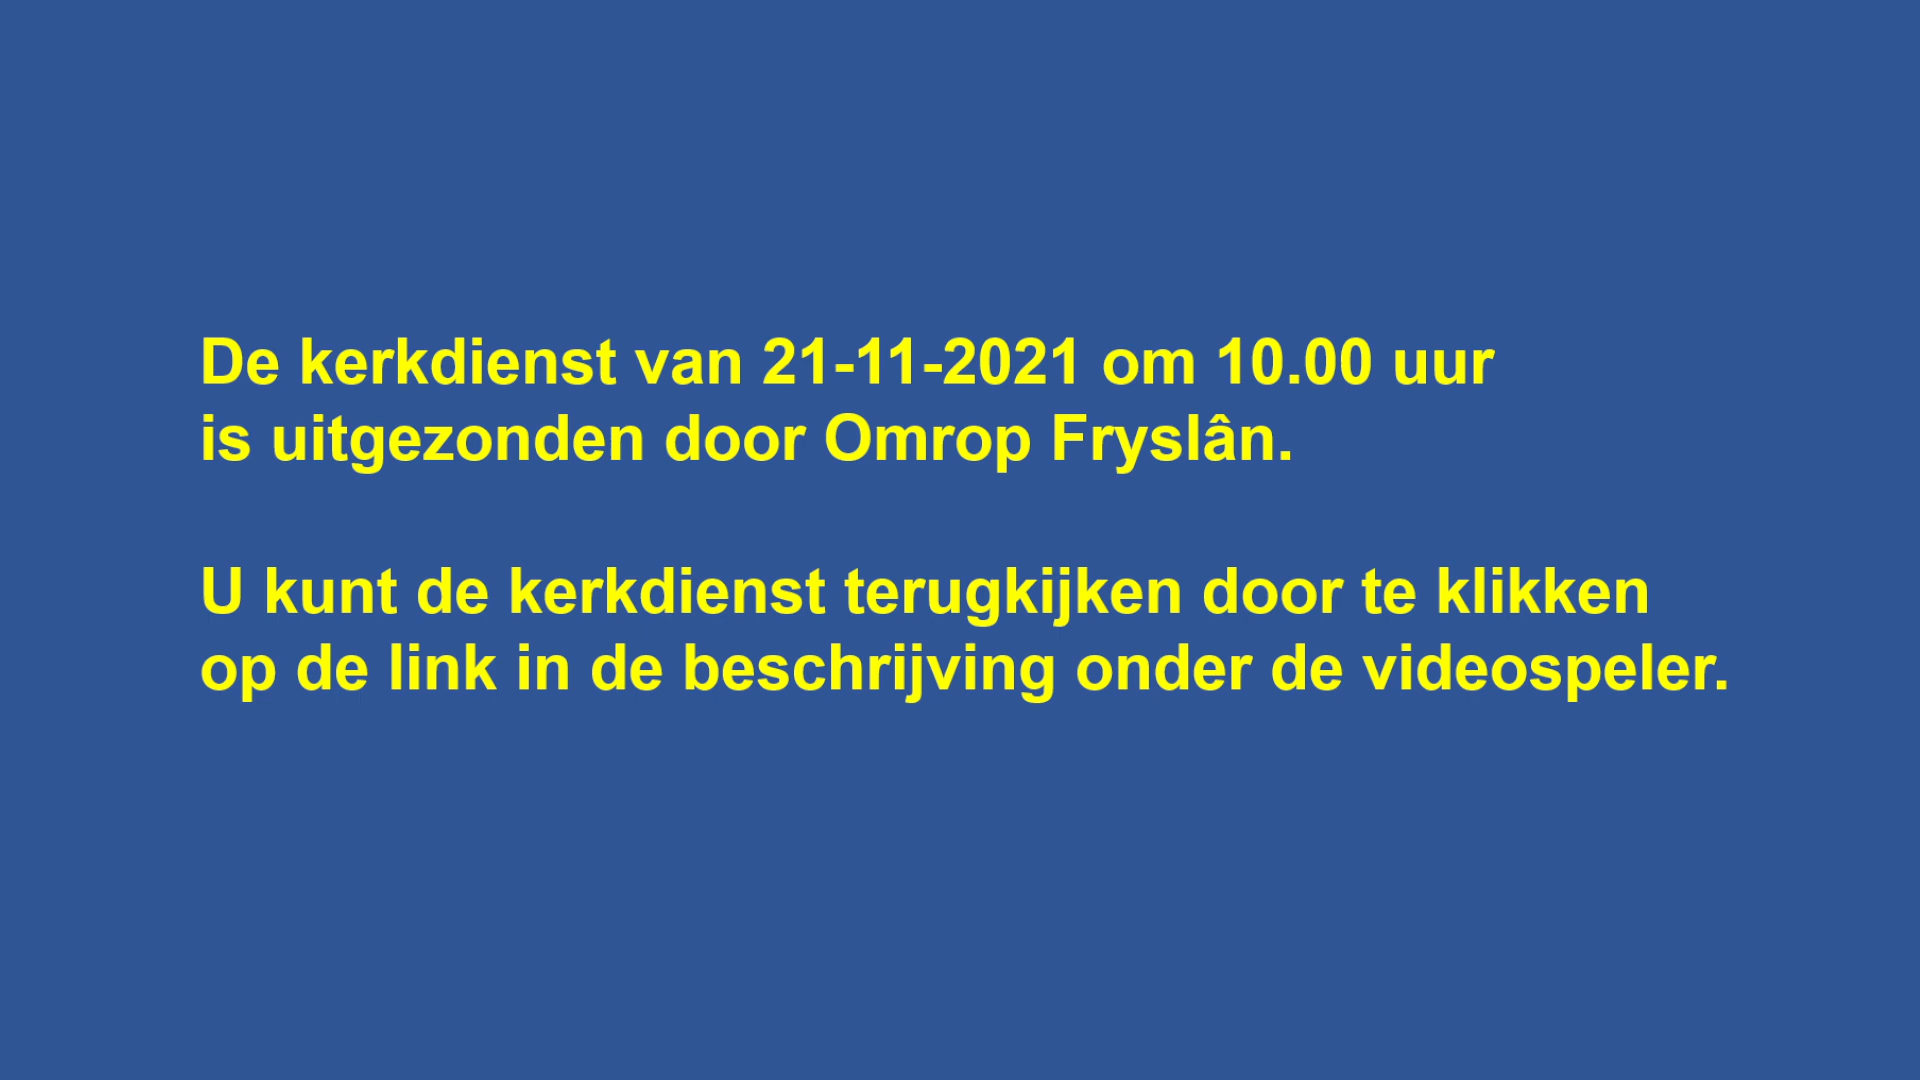 De kerkdienst van 21-11-2021 om 10.00 uur
is uitgezonden door Omrop Fryslân.
U kunt de kerkdienst terugkijken door te klikken
op de link in de beschrijving onder de videospeler.